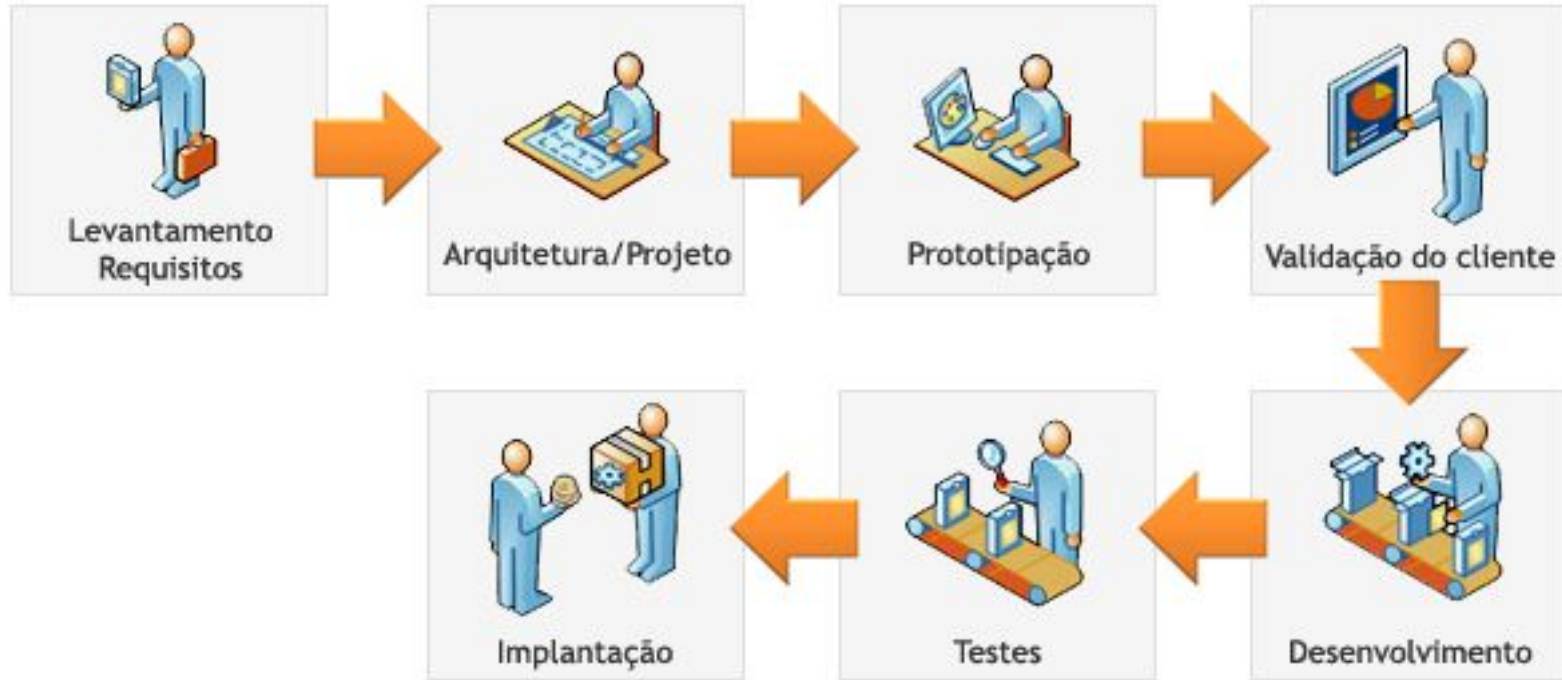 Levantamento
Requisitos
Arquitetura/Projeto
Prototipação
Validação do cliente
Implantação
Testes
Desenvolvimento